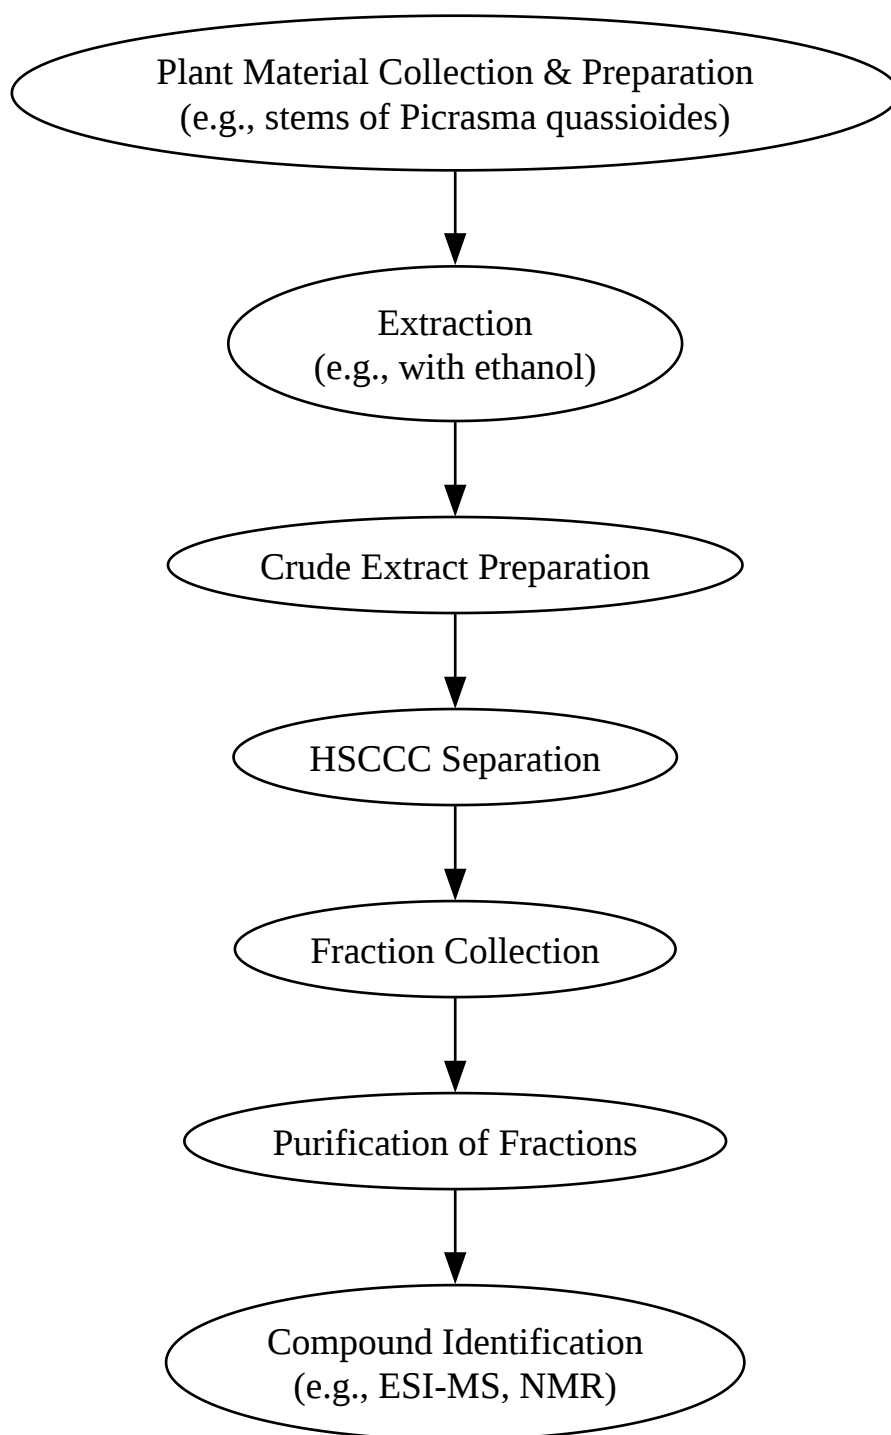 Plant Material Collection & Preparation
(e.g., stems of Picrasma quassioides)
Extraction
(e.g., with ethanol)
Crude Extract Preparation
HSCCC Separation
Fraction Collection
Purification of Fractions
Compound Identification
(e.g., ESI-MS, NMR)